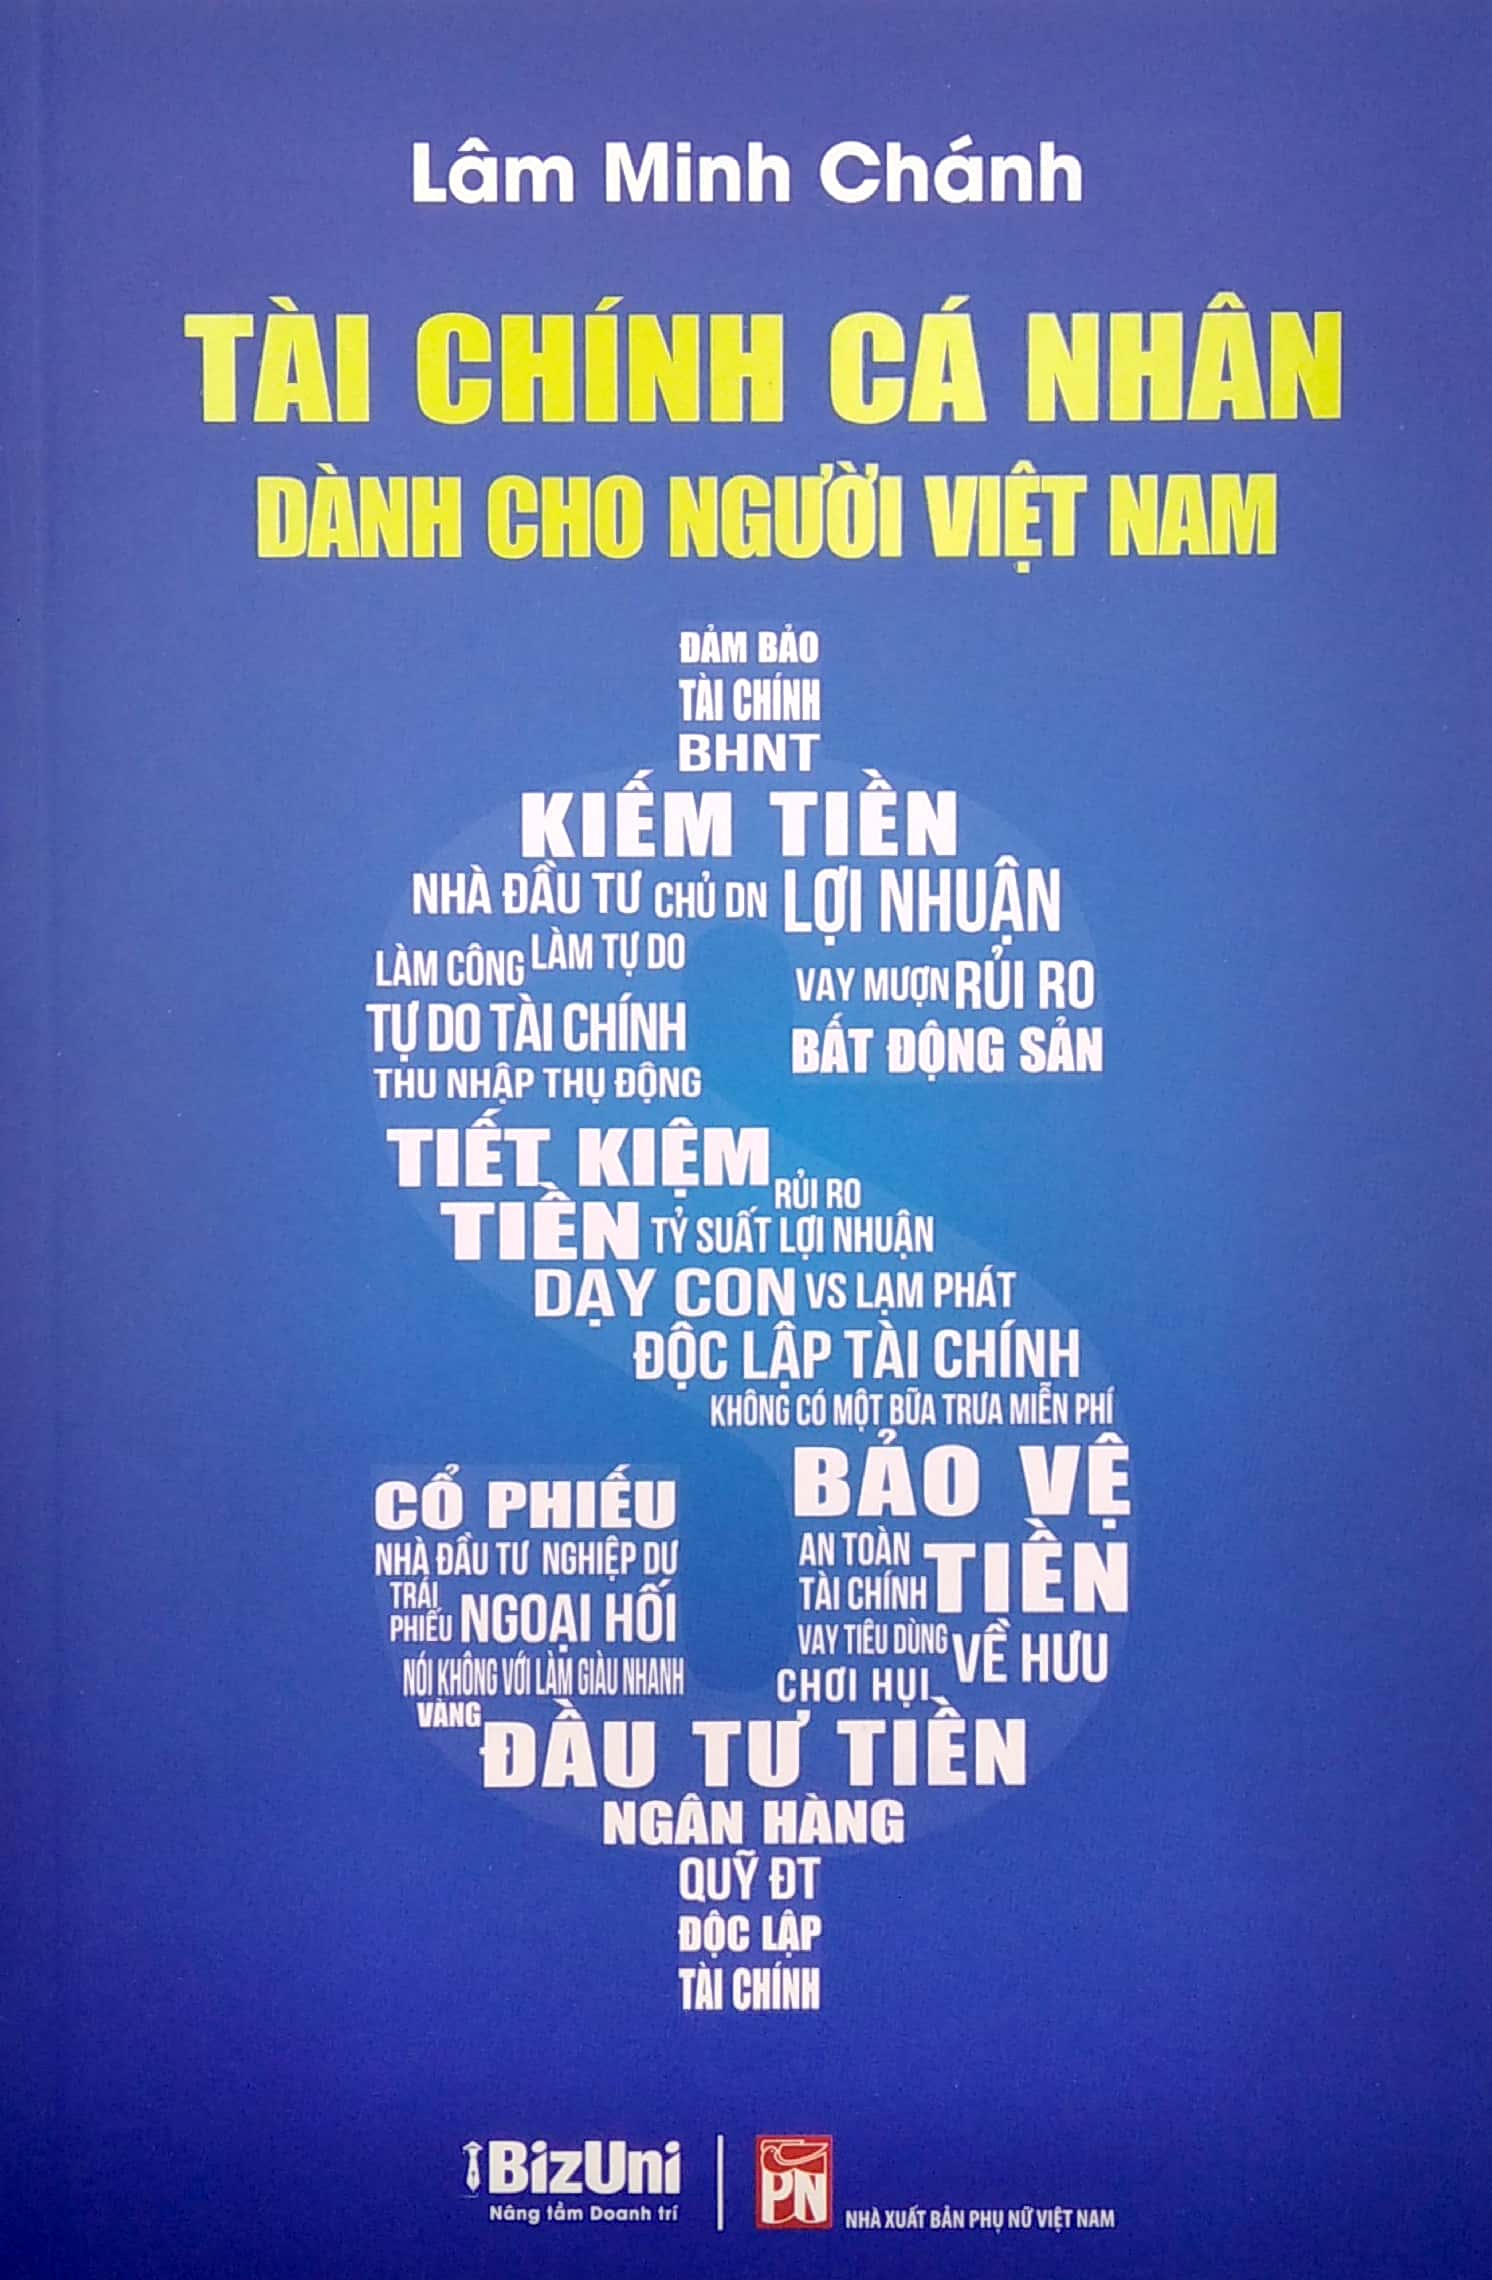 Lâm Minh Chánh
TÀI CHÍNH CÁ NHÂN
DÀNH CHO NGƯỜI VIỆT NAM
ĐẢM BẢO
TÀI CHÍNH
BHNT
KIẾM TIỀN
NHÀ ĐẦU TƯ CHỦ DN LỢI NHUẬN
LÀM CÔNG LÀM TỰ DO
VAY MƯỢN RỦI RO
TỰ DO TÀI CHÍNH
BẤT ĐỘNG SẢN
THU NHẬP THỤ ĐỘNG
TIẾT KIỆM
RỦI RO
TIỀN TỶ SUẤT LỢI NHUẬN
DẠY CON VS LẠM PHÁT
ĐỘC LẬP TÀI CHÍNH
KHÔNG CÓ MỘT BỮA TRƯA MIỄN PHÍ
BẢO VỆ
CỔ PHIẾU
AN TOÀN
TÀI CHÍNH
TIỀN
NHÀ ĐẦU TƯ NGHIỆP DƯ
TRÁI
PHIẾU
NGOẠI HỐI
VAY TIÊU DÙNG
VỀ HƯU
NÓI KHÔNG VỚI LÀM GIÀU NHANH
CHƠI HỤI
VÀNG
ĐẦU TƯ TIỀN
NGÂN HÀNG
QUỸ ĐT
ĐỘC LẬP
TÀI CHÍNH
BizUni
Nâng tầm Doanh trí
PN
NHÀ XUẤT BẢN PHỤ NỮ VIỆT NAM